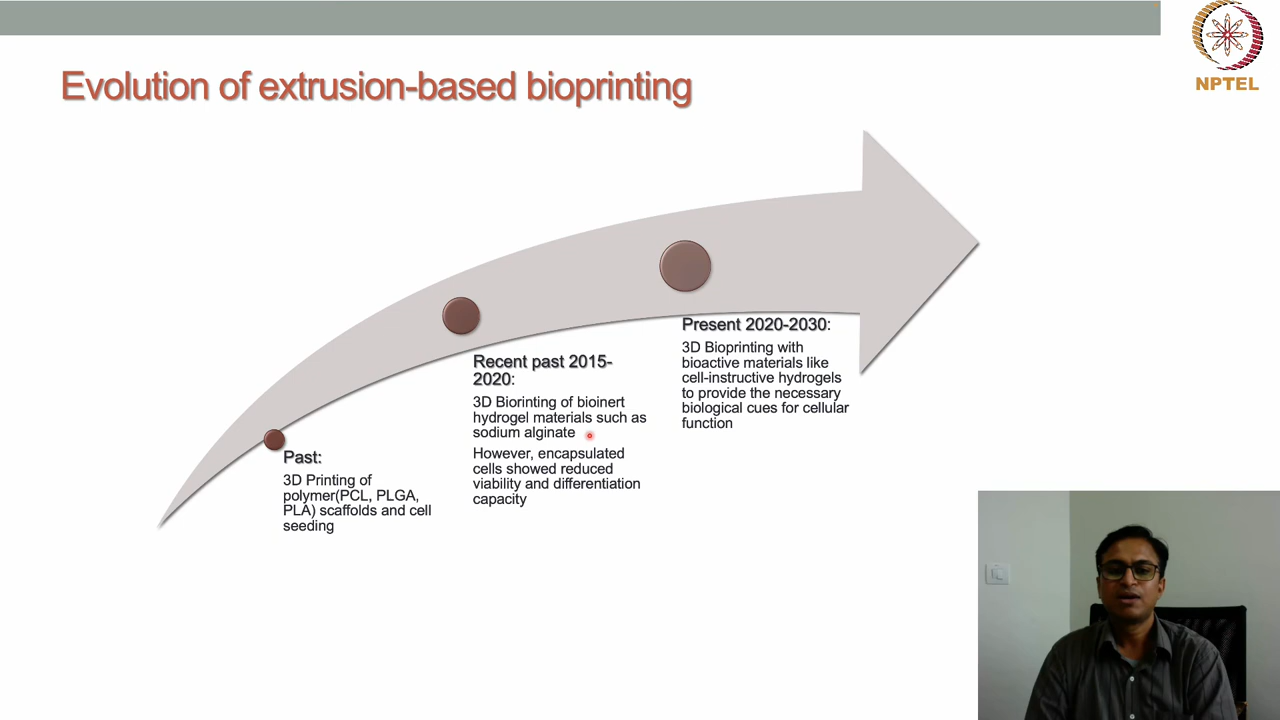 NPTEL
Evolution of extrusion-based bioprinting
Past:
3D Printing of
polymer(PCL, PLGA,
PLA) scaffolds and cell
seeding
Recent past 2015-
2020:
3D Biorinting of bioinert
hydrogel materials such as
sodium alginate
However, encapsulated
cells showed reduced
viability and differentiation
capacity
Present 2020-2030:
3D Bioprinting with
bioactive materials like
cell-instructive hydrogels
to provide the necessary
biological cues for cellular
function